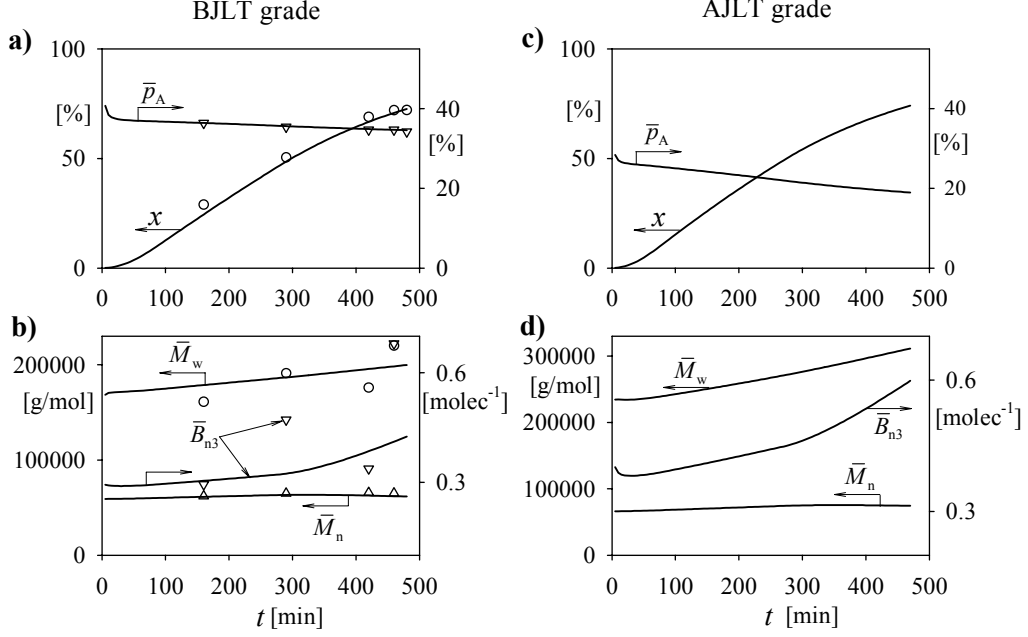 BJLT grade
AJLT grade
a)
100
[%]
50
0
p̄A
x
40
[%]
20
0
0 100 200 300 400 500
c)
100
[%]
50
0
p̄A
x
40
[%]
20
0
0 100 200 300 400 500
b)
200000
[g/mol]
100000
0
M̄w
B̄n3
M̄n
0.6
[molec-1]
0.3
0 100 200 300 400 500
t [min]
d)
300000
[g/mol]
200000
100000
0
M̄w
B̄n3
M̄n
0.6
[molec-1]
0.3
0 100 200 300 400 500
t [min]